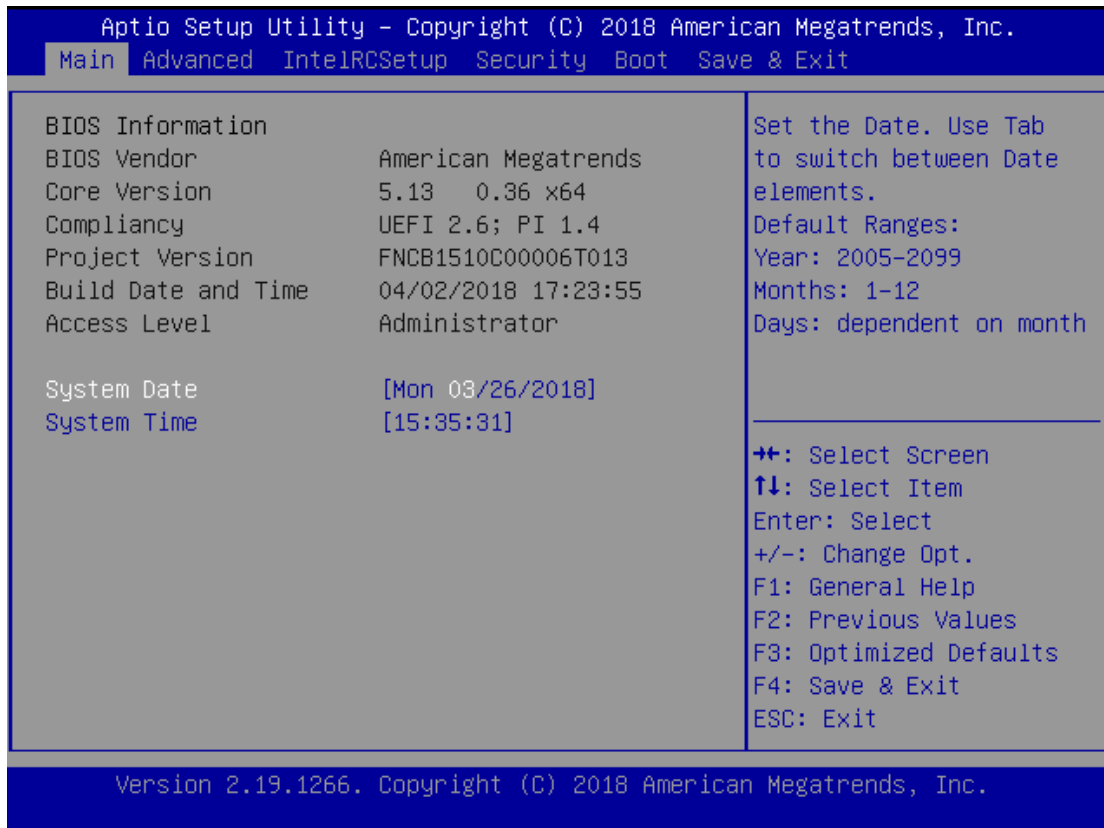 Aptio Setup Utility – Copyright (C) 2018 American Megatrends, Inc.
Main Advanced IntelRCSetup Security Boot Save & Exit
BIOS Information
BIOS Vendor American Megatrends
Core Version 5.13 0.36 x64
Compliancy UEFI 2.6; PI 1.4
Project Version FNCB1510C00006T013
Build Date and Time 04/02/2018 17:23:55
Access Level Administrator
System Date [Mon 03/26/2018]
System Time [15:35:31]
Set the Date. Use Tab
to switch between Date
elements.
Default Ranges:
Year: 2005-2099
Months: 1-12
Days: dependent on month
→←: Select Screen
↑↓: Select Item
Enter: Select
+/-: Change Opt.
F1: General Help
F2: Previous Values
F3: Optimized Defaults
F4: Save & Exit
ESC: Exit
Version 2.19.1266. Copyright (C) 2018 American Megatrends, Inc.